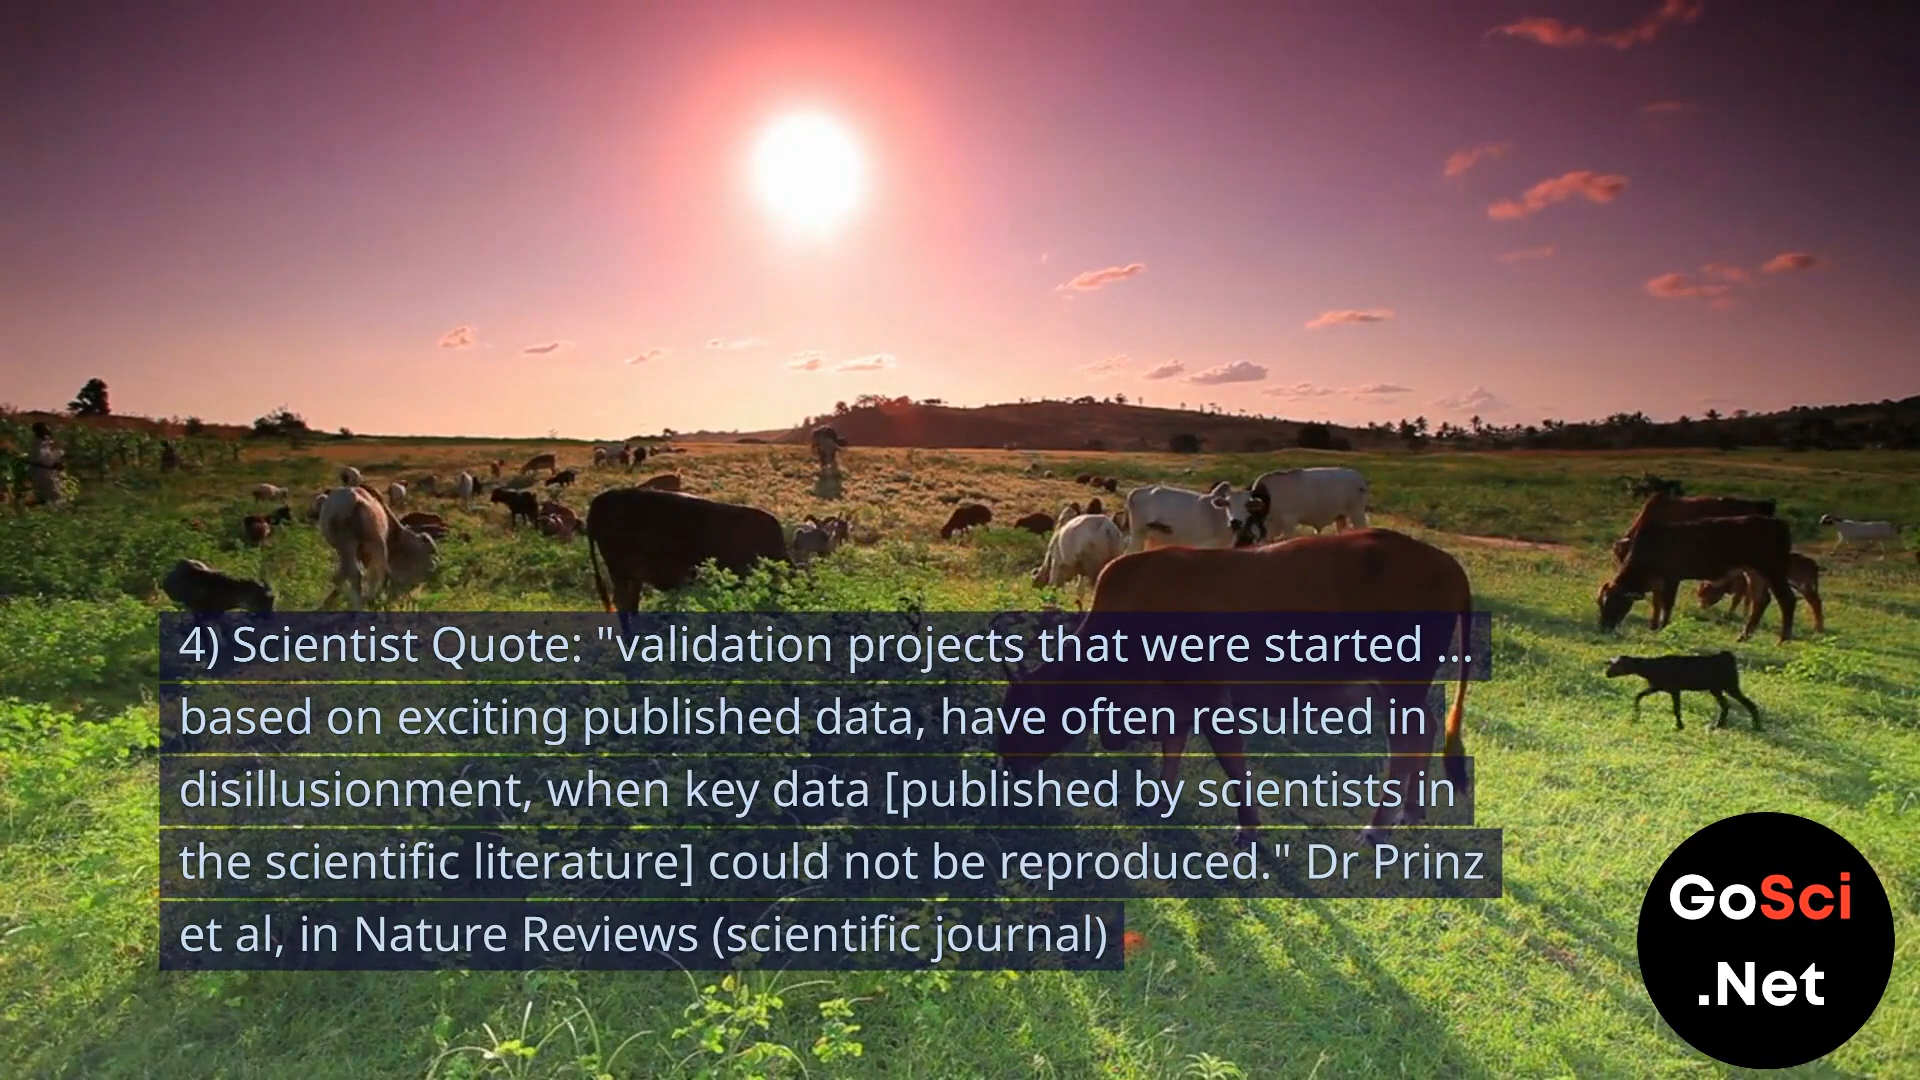 4) Scientist Quote: "validation projects that were started ...
based on exciting published data, have often resulted in
disillusionment, when key data [published by scientists in
the scientific literature] could not be reproduced." Dr Prinz
et al, in Nature Reviews (scientific journal)
GoSci
.Net